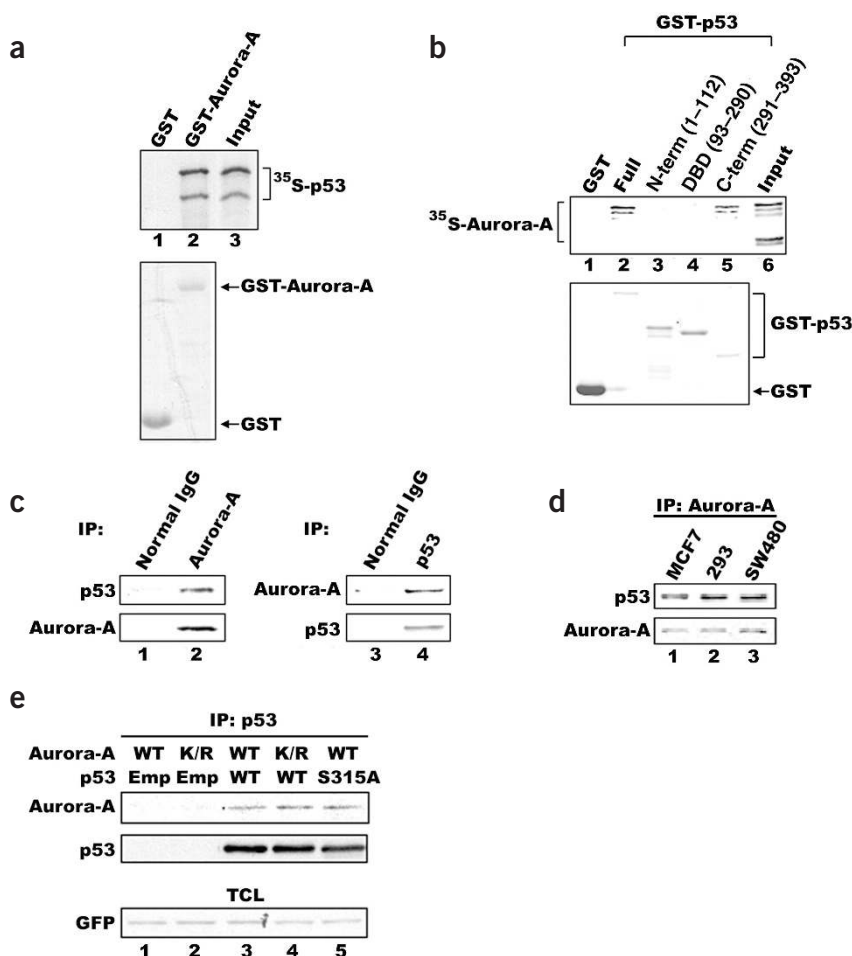 a
GST
GST-Aurora-A
Input
³⁵S-p53
1 2 3
GST-Aurora-A
GST
b
GST-p53
GST
Full
N-term (1–112)
DBD (93–290)
C-term (291–393)
Input
³⁵S-Aurora-A
1 2 3 4 5 6
GST-p53
GST
c
IP:
Normal IgG
Aurora-A
p53
Aurora-A
1 2
IP:
Normal IgG
p53
Aurora-A
p53
3 4
d
IP: Aurora-A
MCF7
293
SW480
p53
Aurora-A
1 2 3
e
IP: p53
Aurora-A WT K/R WT K/R WT
p53 Emp Emp WT WT S315A
Aurora-A
p53
TCL
GFP
1 2 3 4 5